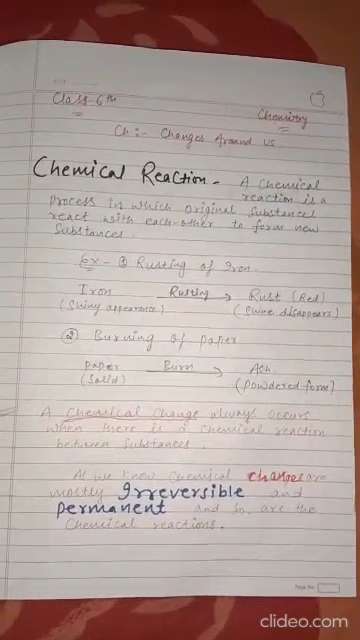 Class-6th
Chemistry
Ch:- Changes Around us
Chemical Reaction - A chemical
reaction is a
process in which original substances
react with each-other to form new
substances.
Ex- ① Rusting of Iron.
Iron Rusting Rust (Red)
(Shiny appearance) (Shine disappears)
② Burning of paper
paper Burn Ash
(Solid) (powdered form)
A Chemical Change always occurs
when there is a chemical reaction
between substances.
As we know Chemical changes are
mostly Irreversible and
permanent and so, are the
Chemical reactions.
Page No.
clideo.com